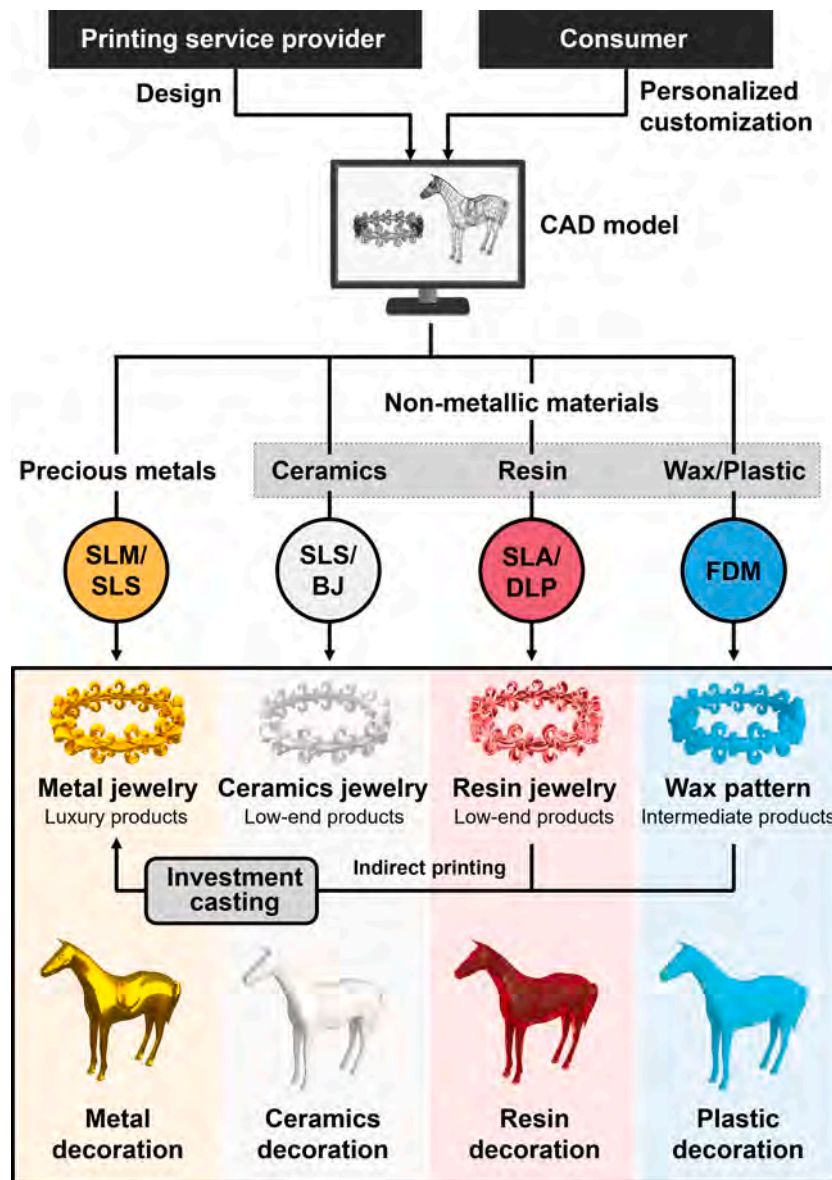 Printing service provider
Consumer
Design
Personalized
customization
CAD model
Non-metallic materials
Precious metals
Ceramics
Resin
Wax/Plastic
SLM/
SLS
SLS/
BJ
SLA/
DLP
FDM
Metal jewelry
Luxury products
Ceramics jewelry
Low-end products
Resin jewelry
Low-end products
Wax pattern
Intermediate products
Indirect printing
Investment
casting
Metal
decoration
Ceramics
decoration
Resin
decoration
Plastic
decoration